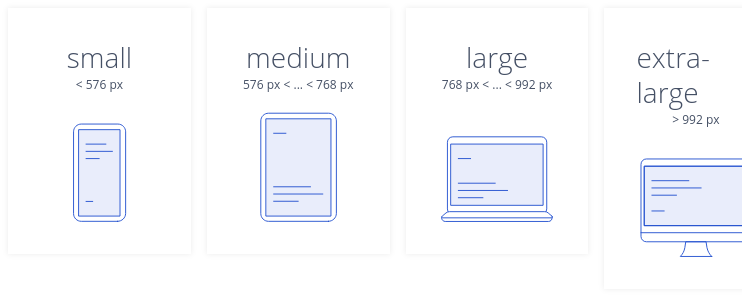 small
< 576 px
medium
576 px < ... < 768 px
large
768 px < ... < 992 px
extra-
large
> 992 px